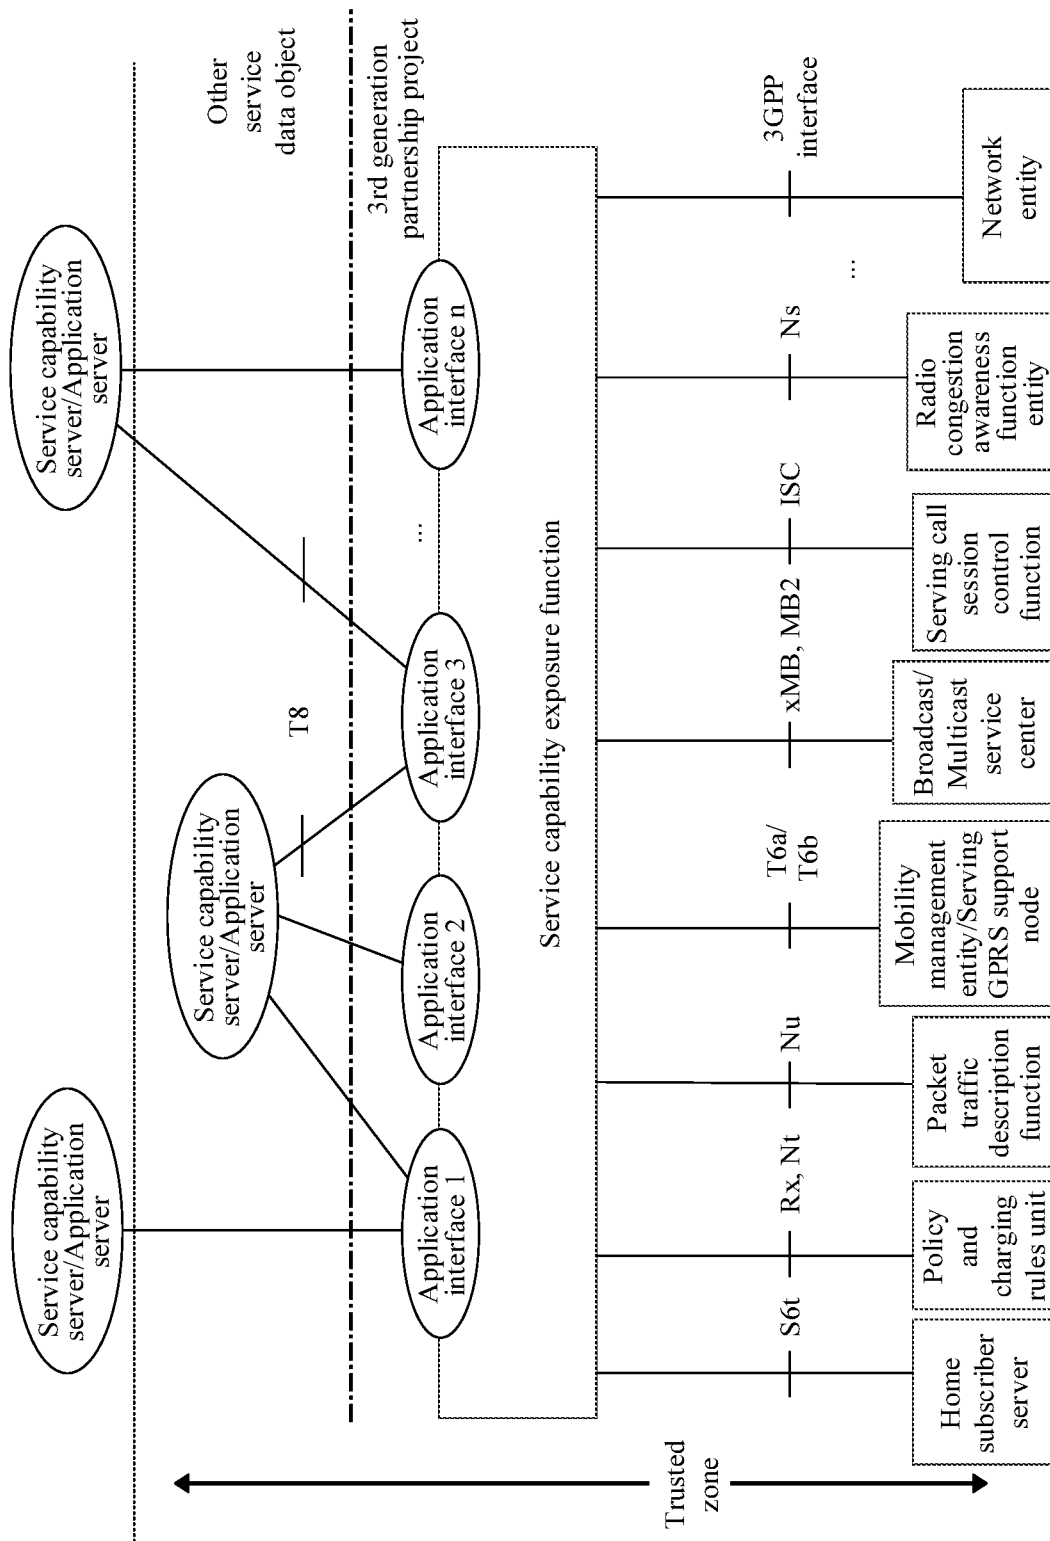 Service capability
server/Application
server
Service capability
server/Application
server
Service capability
server/Application
server
Other
service
data object
T8
3rd generation
partnership project
Application
interface 1
Application
interface 2
Application
interface 3
...
Application
interface n
Service capability exposure function
Trusted
zone
S6t
Rx, Nt
Nu
T6a/
T6b
xMB, MB2
ISC
Ns
...
3GPP
interface
Home
subscriber
server
Policy
and
charging
rules unit
Packet
traffic
description
function
Mobility
management
entity/Serving
GPRS support
node
Broadcast/
Multicast
service
center
Serving call
session
control
function
Radio
congestion
awareness
function
entity
Network
entity